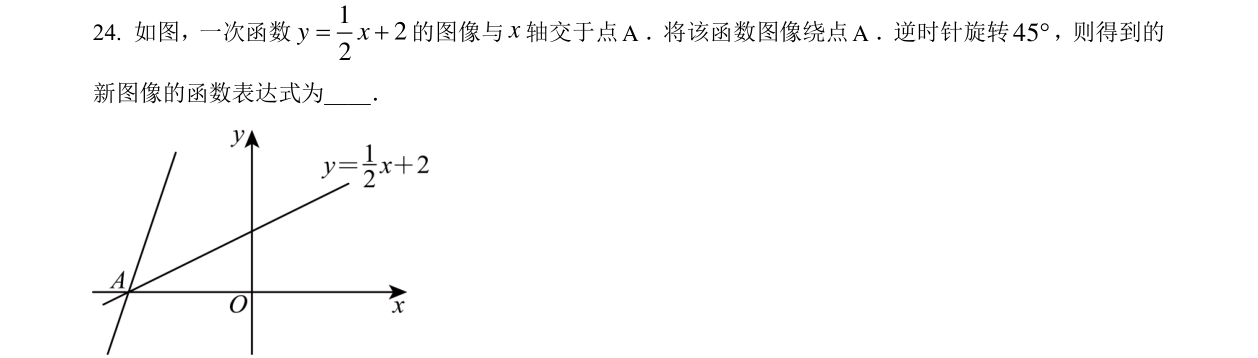 24. 如图，一次函数 y = 1/2 x + 2 的图像与 x 轴交于点 A．将该函数图像绕点 A．逆时针旋转 45°，则得到的
新图像的函数表达式为____．
y
y=1/2x+2
A
O
x